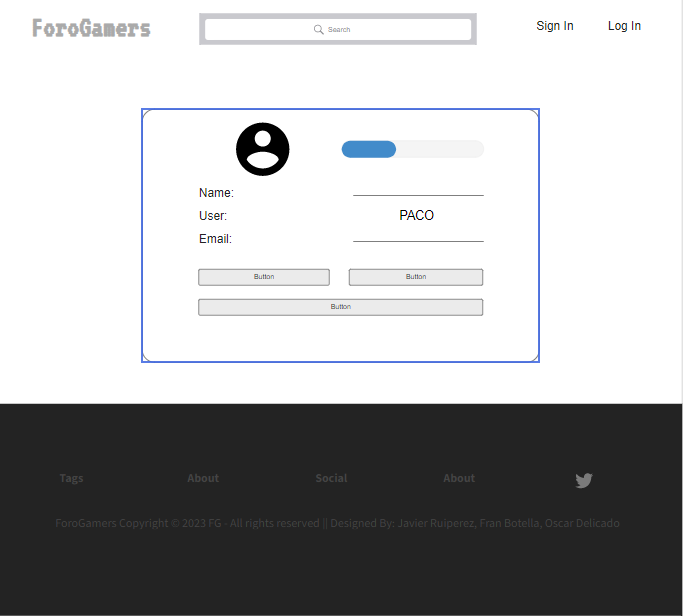 ForoGamers
Search
Sign In
Log In
Name:
User:
PACO
Email:
Button
Button
Button
Tags
About
Social
About
ForoGamers Copyright © 2023 FG - All rights reserved || Designed By: Javier Ruiperez, Fran Botella, Oscar Delicado